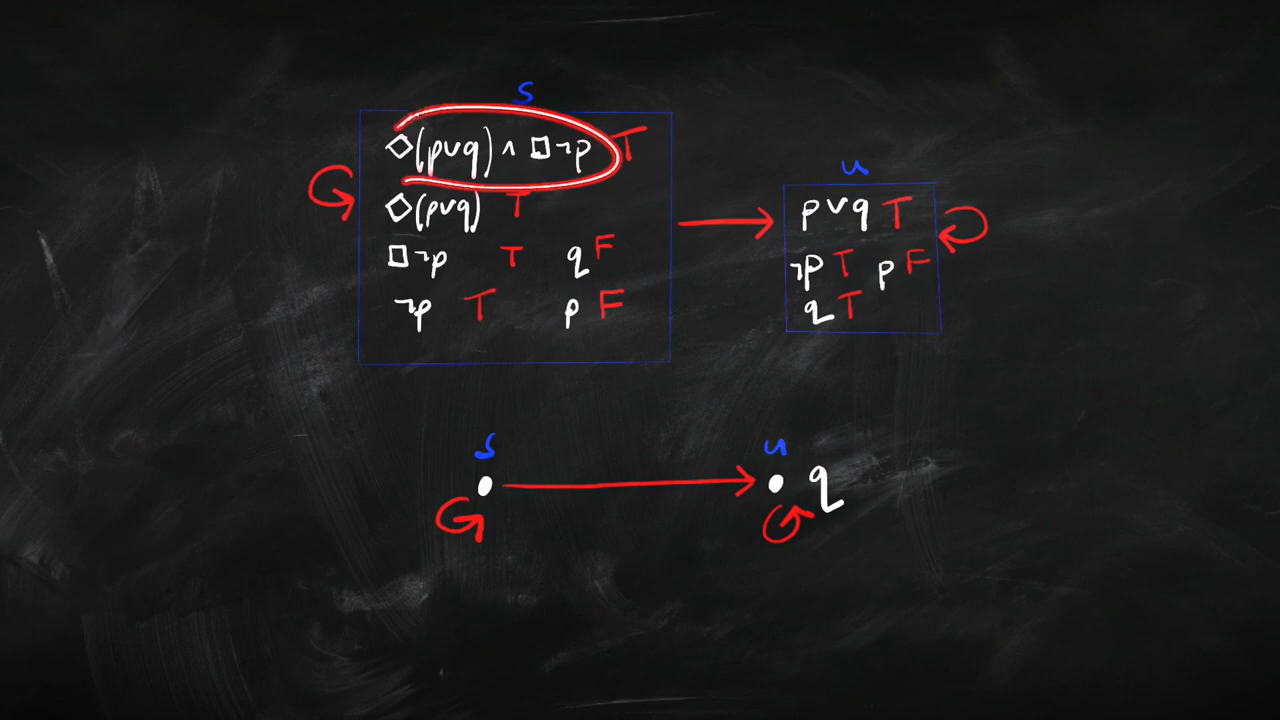 s
◇(p∨q) ∧ □¬p T
◇(p∨q) T
□¬p T q F
¬p T p F
u
p∨q T
¬p T p F
q T
s
u
q